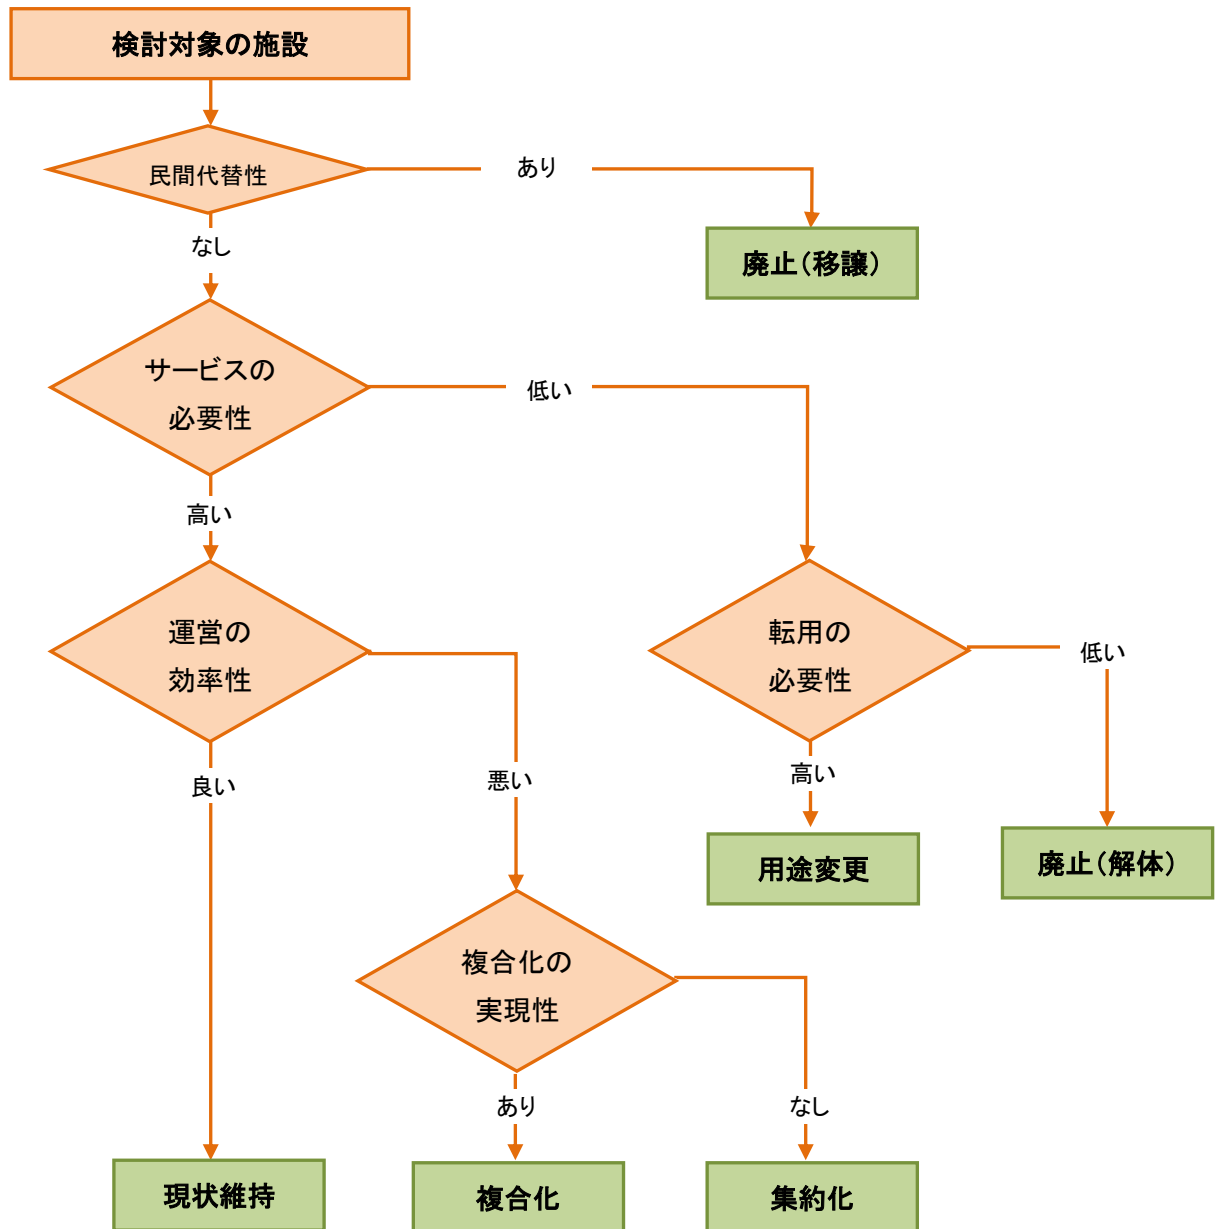 検討対象の施設
民間代替性
あり
なし
廃止（移譲）
サービスの
必要性
低い
高い
運営の
効率性
転用の
必要性
低い
良い
悪い
高い
用途変更
廃止（解体）
複合化の
実現性
あり
なし
現状維持
複合化
集約化